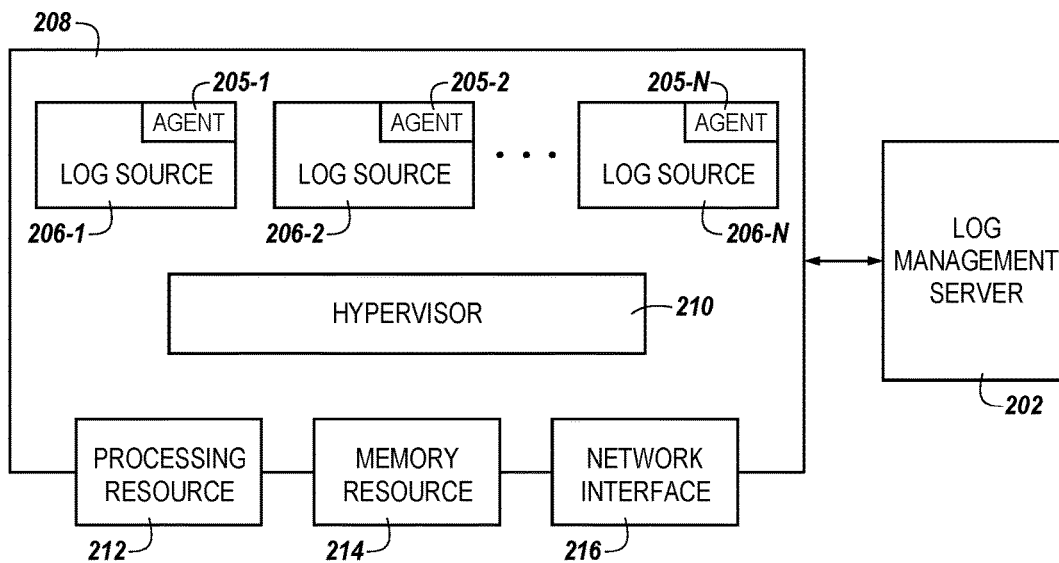 208
205-1
205-2
205-N
AGENT
AGENT
AGENT
LOG SOURCE
LOG SOURCE
. . .
LOG SOURCE
206-1
206-2
206-N
LOG
MANAGEMENT
SERVER
HYPERVISOR
210
202
PROCESSING
RESOURCE
MEMORY
RESOURCE
NETWORK
INTERFACE
212
214
216